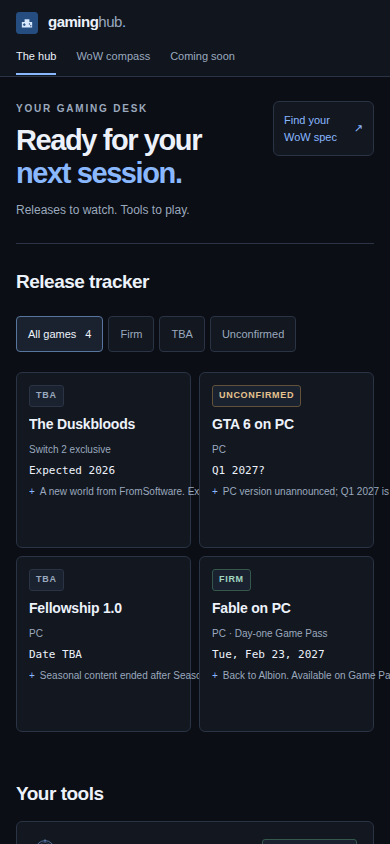 gaminghub.
The hub WoW compass Coming soon
YOUR GAMING DESK
Ready for your
next session.
Releases to watch. Tools to play.
Find your
WoW spec ↗
Release tracker
All games 4 Firm TBA Unconfirmed
TBA
The Duskbloods
Switch 2 exclusive
Expected 2026
+ A new world from FromSoftware. Ex
UNCONFIRMED
GTA 6 on PC
PC
Q1 2027?
+ PC version unannounced; Q1 2027 is
TBA
Fellowship 1.0
PC
Date TBA
+ Seasonal content ended after Seaso
FIRM
Fable on PC
PC · Day-one Game Pass
Tue, Feb 23, 2027
+ Back to Albion. Available on Game Pa
Your tools